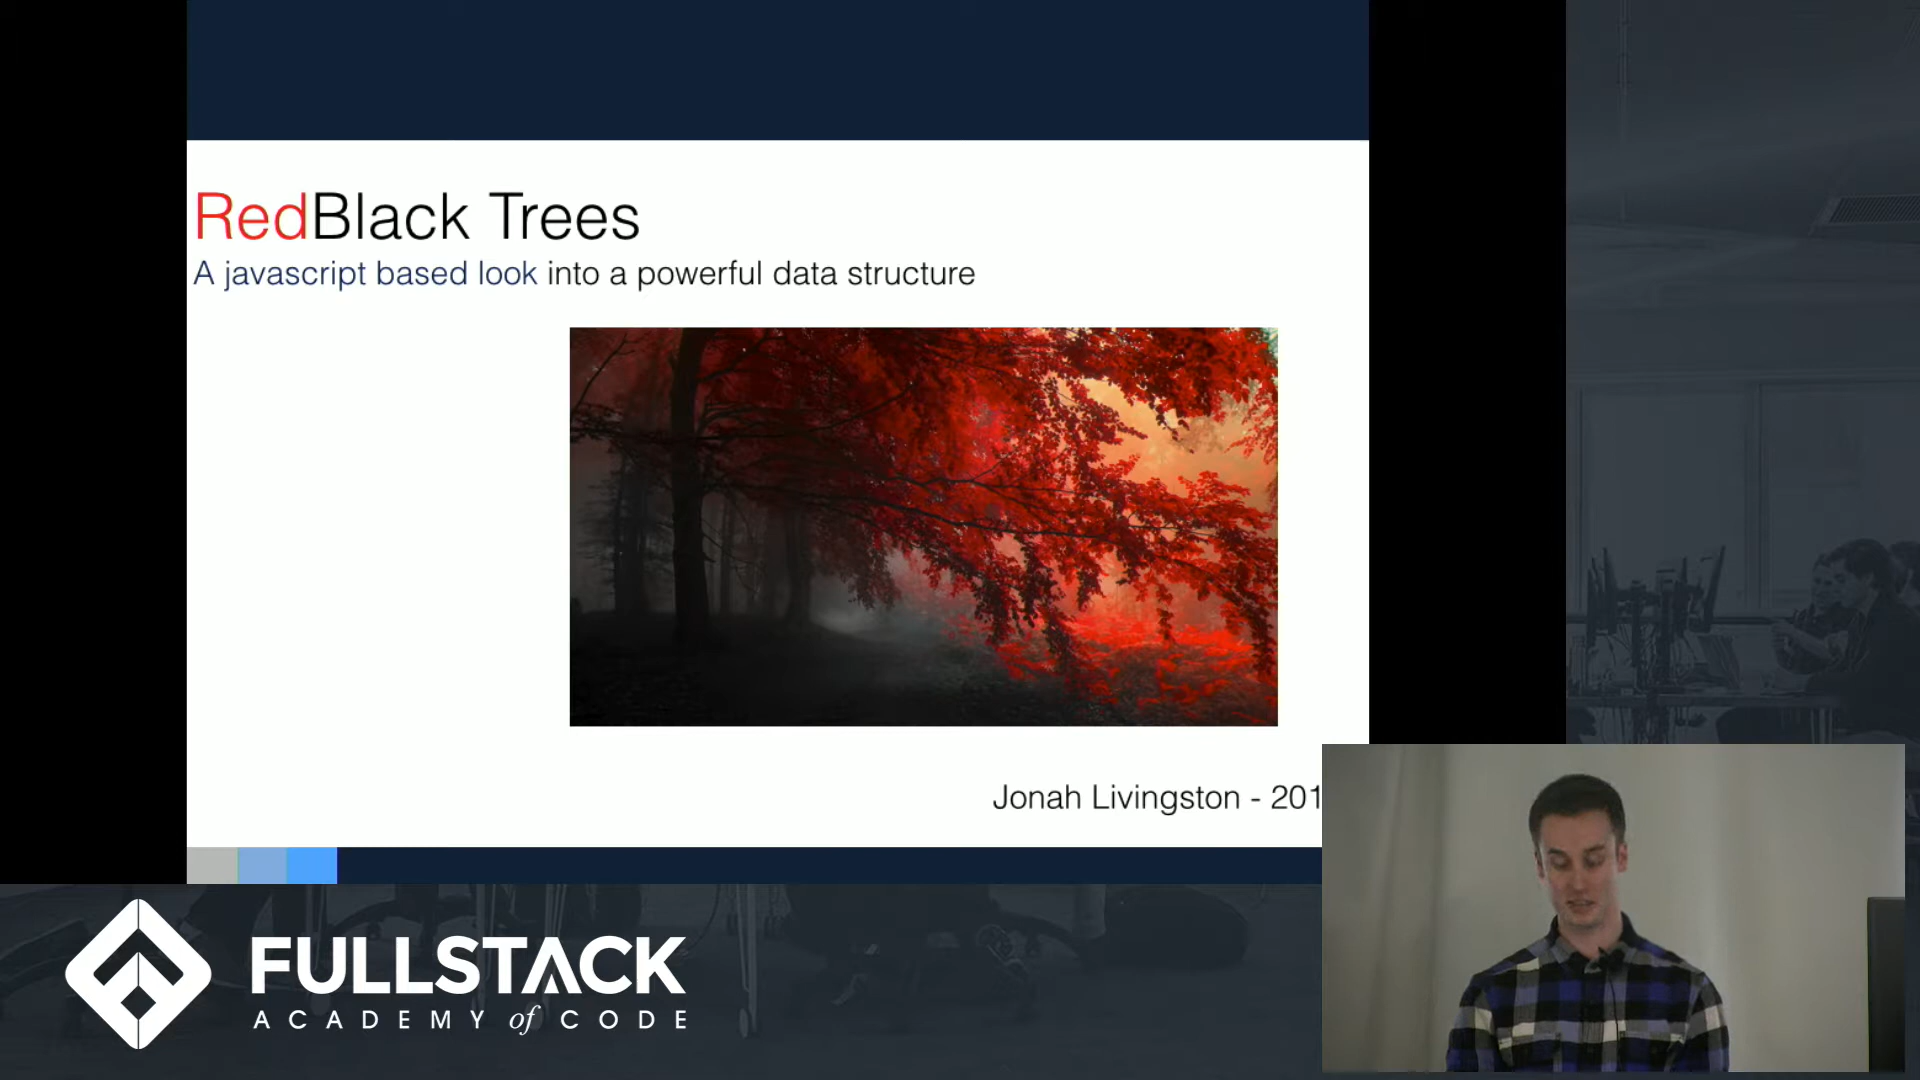 RedBlack Trees
A javascript based look into a powerful data structure
Jonah Livingston - 201
FULLSTACK
ACADEMY of CODE